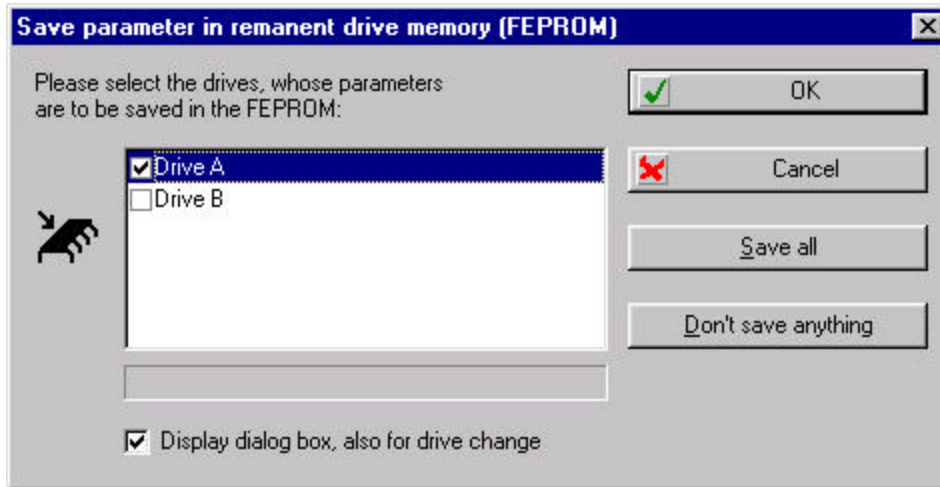 Save parameter in remanent drive memory (FEPROM)
Please select the drives, whose parameters
are to be saved in the FEPROM:
OK
Drive A
Cancel
Drive B
Save all
Don't save anything
Display dialog box, also for drive change